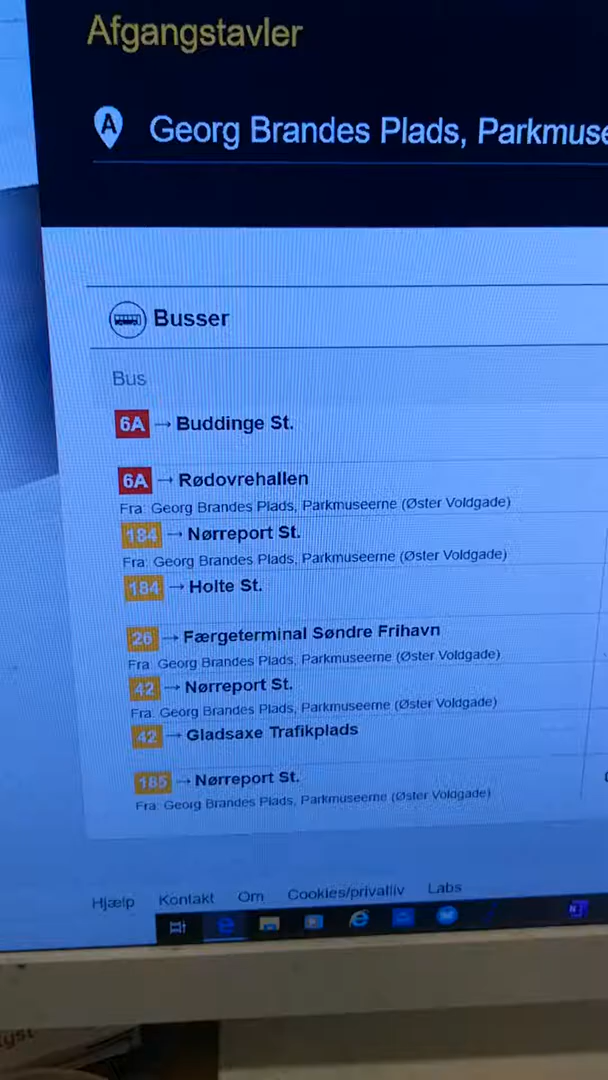 Afgangstavler
A
Georg Brandes Plads, Parkmuse
Busser
Bus
6A → Buddinge St.
6A → Rødovrehallen
Fra: Georg Brandes Plads, Parkmuseerne (Øster Voldgade)
184 → Nørreport St.
Fra: Georg Brandes Plads, Parkmuseerne (Øster Voldgade)
184 → Holte St.
26 → Færgeterminal Søndre Frihavn
Fra: Georg Brandes Plads, Parkmuseerne (Øster Voldgade)
42 → Nørreport St.
Fra: Georg Brandes Plads, Parkmuseerne (Øster Voldgade)
42 → Gladsaxe Trafikplads
185 → Nørreport St.
Fra: Georg Brandes Plads, Parkmuseerne (Øster Voldgade)
Hjælp Kontakt Om Cookies/privatliv Labs